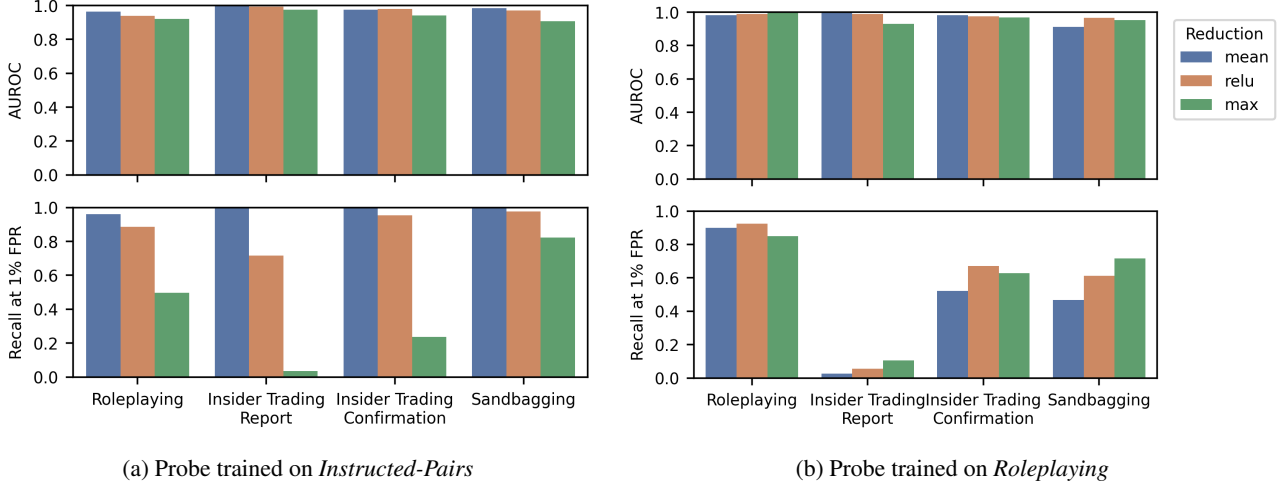 1.0
0.8
0.6
0.4
0.2
0.0
AUROC
1.0
0.8
0.6
0.4
0.2
0.0
Recall at 1% FPR
Roleplaying
Insider Trading
Report
Insider Trading
Confirmation
Sandbagging
(a) Probe trained on Instructed-Pairs
1.0
0.8
0.6
0.4
0.2
0.0
AUROC
1.0
0.8
0.6
0.4
0.2
0.0
Recall at 1% FPR
Roleplaying
Insider Trading
Report
Insider Trading
Confirmation
Sandbagging
(b) Probe trained on Roleplaying
Reduction
mean
relu
max